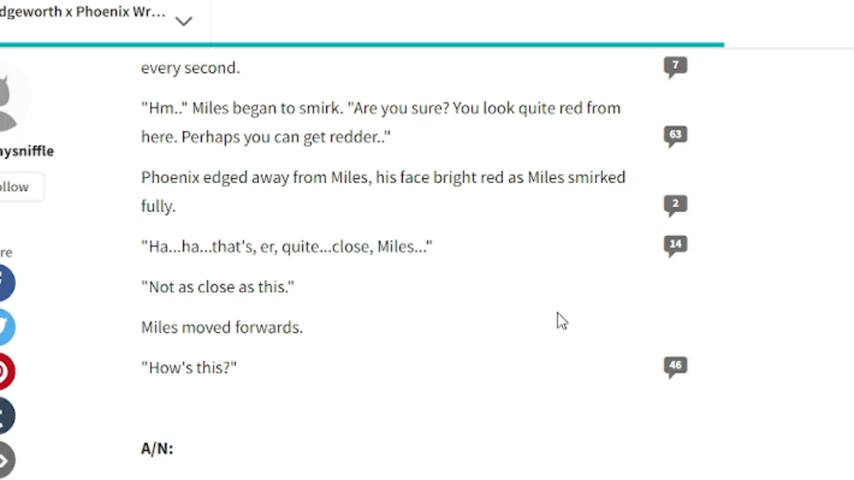 dgeworth x Phoenix Wr...
every second.
7
"Hm.." Miles began to smirk. "Are you sure? You look quite red from
here. Perhaps you can get redder.."
63
aysniffle
Phoenix edged away from Miles, his face bright red as Miles smirked
ollow
fully.
2
re
"Ha...ha...that's, er, quite...close, Miles..."
14
"Not as close as this."
Miles moved forwards.
"How's this?"
46
A/N: